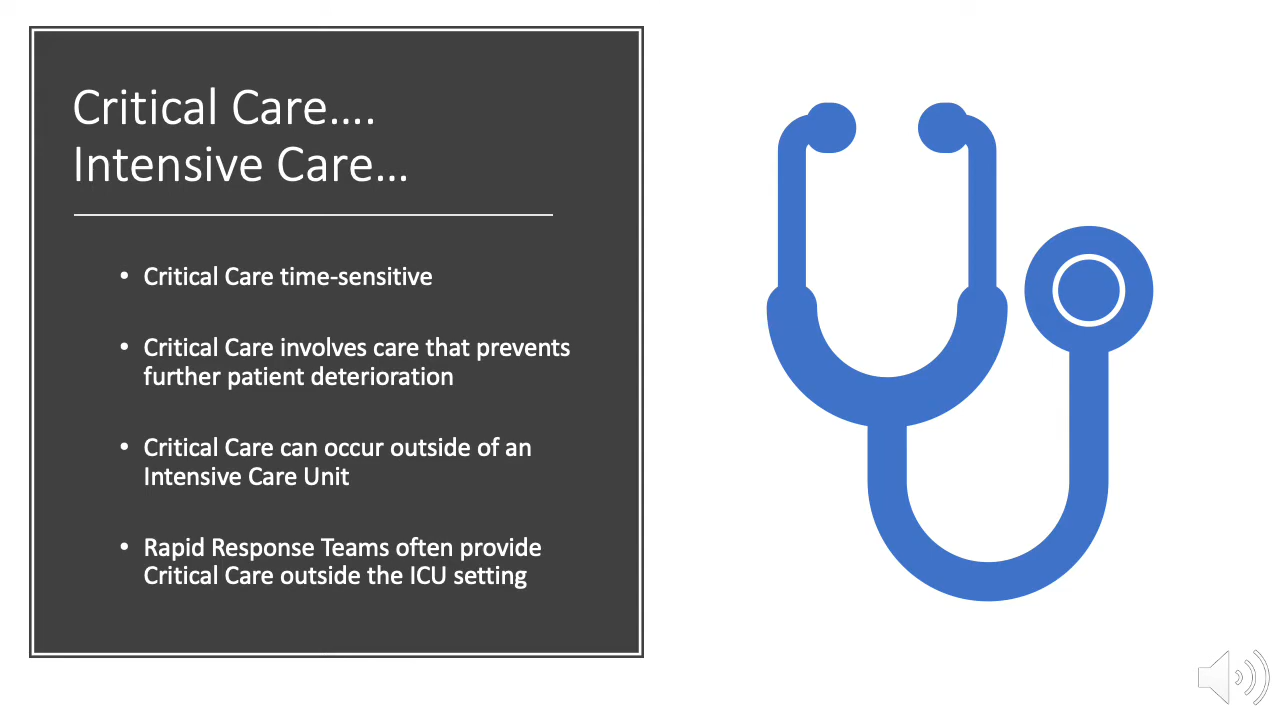 Critical Care....
Intensive Care...
• Critical Care time-sensitive
• Critical Care involves care that prevents
further patient deterioration
• Critical Care can occur outside of an
Intensive Care Unit
• Rapid Response Teams often provide
Critical Care outside the ICU setting